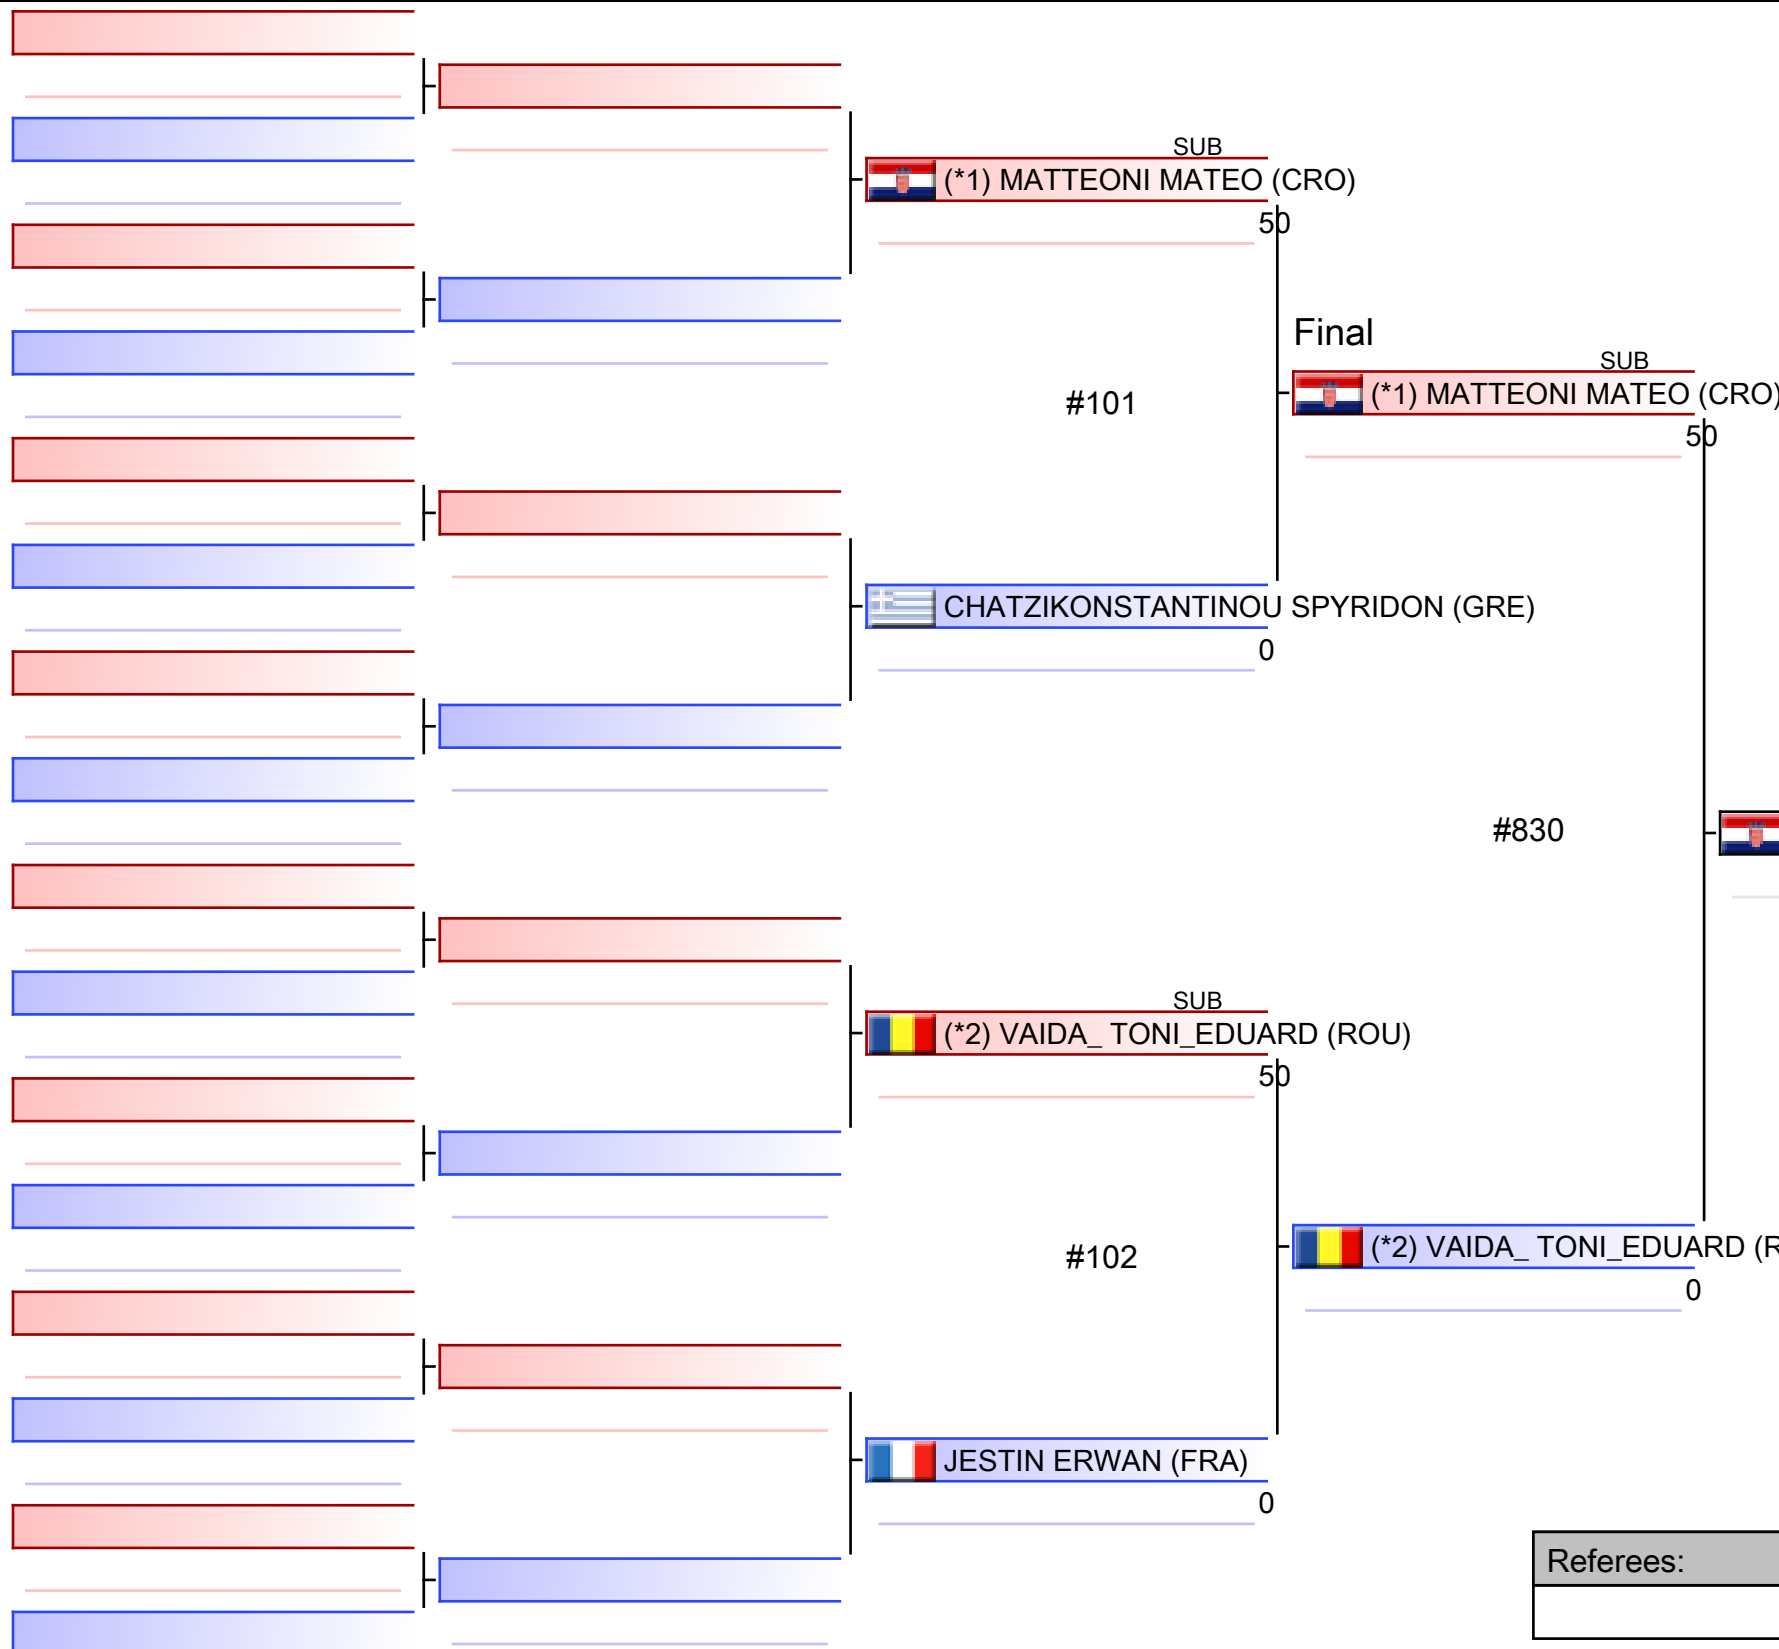 SUB
(*1) MATTEONI MATEO (CRO)
50
Final
SUB
#101
(*1) MATTEONI MATEO (CRO)
50
CHATZIKONSTANTINOU SPYRIDON (GRE)
0
#830
SUB
(*2) VAIDA_ TONI_EDUARD (ROU)
50
#102
(*2) VAIDA_ TONI_EDUARD (R
0
JESTIN ERWAN (FRA)
0
Referees: